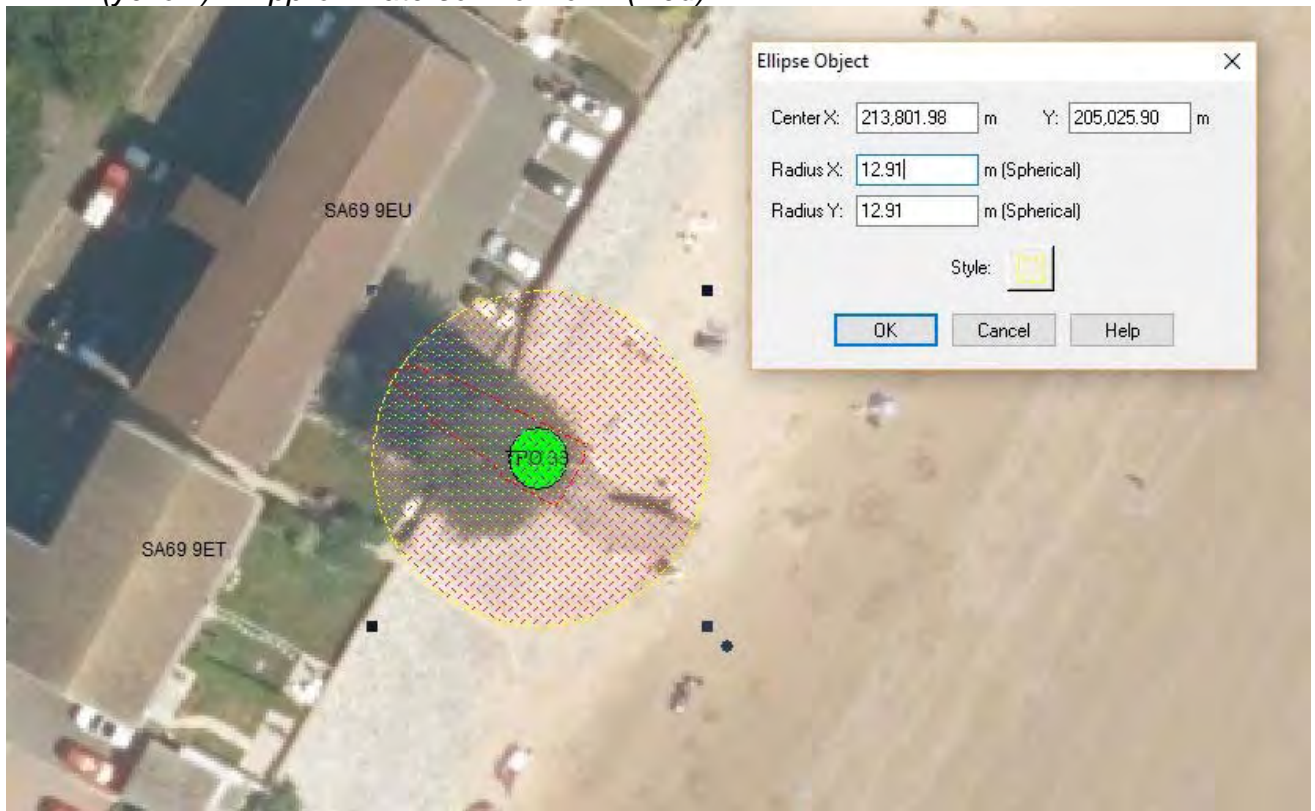 Ellipse Object
Center X: 213,801.98 m Y: 205,025.90 m
Radius X: 12.91 m (Spherical)
Radius Y: 12.91 m (Spherical)
Style:
OK Cancel Help
SA69 9EU
TPO 33
SA69 9ET